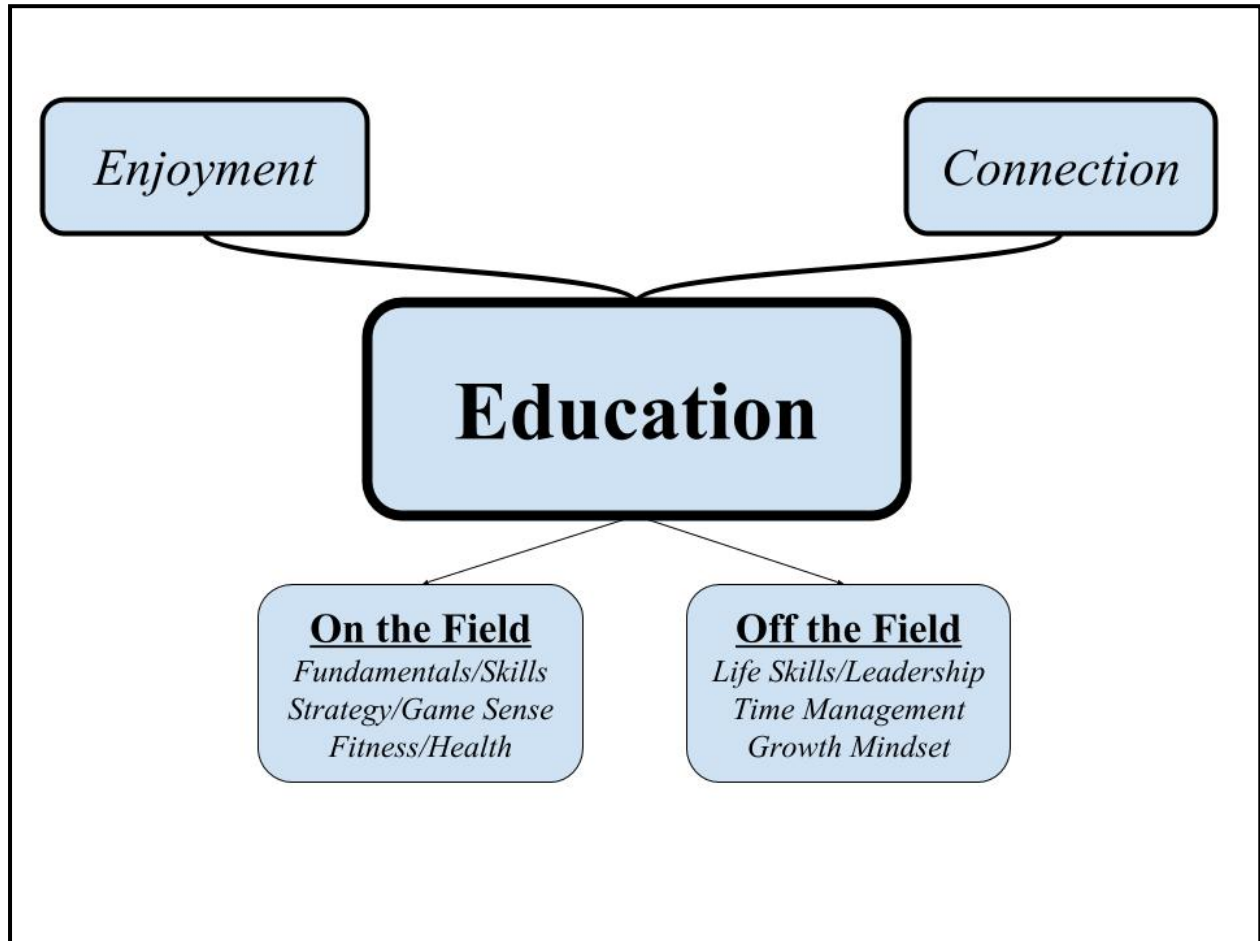 Enjoyment
Connection
Education
On the Field
Fundamentals/Skills
Strategy/Game Sense
Fitness/Health
Off the Field
Life Skills/Leadership
Time Management
Growth Mindset